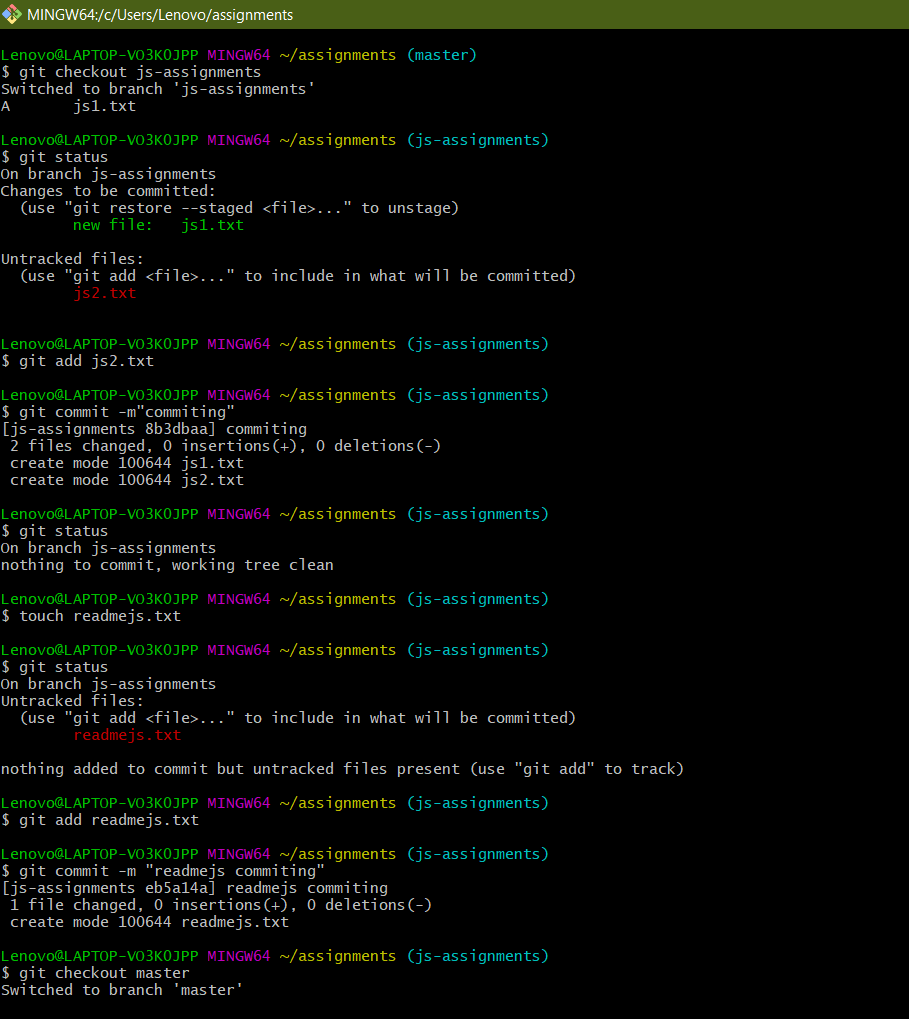 MINGW64:/c/Users/Lenovo/assignments
Lenovo@LAPTOP-VO3KOJPP MINGW64 ~/assignments (master)
$ git checkout js-assignments
Switched to branch 'js-assignments'
A       js1.txt
Lenovo@LAPTOP-VO3KOJPP MINGW64 ~/assignments (js-assignments)
$ git status
On branch js-assignments
Changes to be committed:
  (use "git restore --staged <file>..." to unstage)
        new file:   js1.txt
Untracked files:
  (use "git add <file>..." to include in what will be committed)
        js2.txt
Lenovo@LAPTOP-VO3KOJPP MINGW64 ~/assignments (js-assignments)
$ git add js2.txt
Lenovo@LAPTOP-VO3KOJPP MINGW64 ~/assignments (js-assignments)
$ git commit -m"commiting"
[js-assignments 8b3dbaa] commiting
 2 files changed, 0 insertions(+), 0 deletions(-)
 create mode 100644 js1.txt
 create mode 100644 js2.txt
Lenovo@LAPTOP-VO3KOJPP MINGW64 ~/assignments (js-assignments)
$ git status
On branch js-assignments
nothing to commit, working tree clean
Lenovo@LAPTOP-VO3KOJPP MINGW64 ~/assignments (js-assignments)
$ touch readmejs.txt
Lenovo@LAPTOP-VO3KOJPP MINGW64 ~/assignments (js-assignments)
$ git status
On branch js-assignments
Untracked files:
  (use "git add <file>..." to include in what will be committed)
        readmejs.txt
nothing added to commit but untracked files present (use "git add" to track)
Lenovo@LAPTOP-VO3KOJPP MINGW64 ~/assignments (js-assignments)
$ git add readmejs.txt
Lenovo@LAPTOP-VO3KOJPP MINGW64 ~/assignments (js-assignments)
$ git commit -m "readmejs commiting"
[js-assignments eb5a14a] readmejs commiting
 1 file changed, 0 insertions(+), 0 deletions(-)
 create mode 100644 readmejs.txt
Lenovo@LAPTOP-VO3KOJPP MINGW64 ~/assignments (js-assignments)
$ git checkout master
Switched to branch 'master'